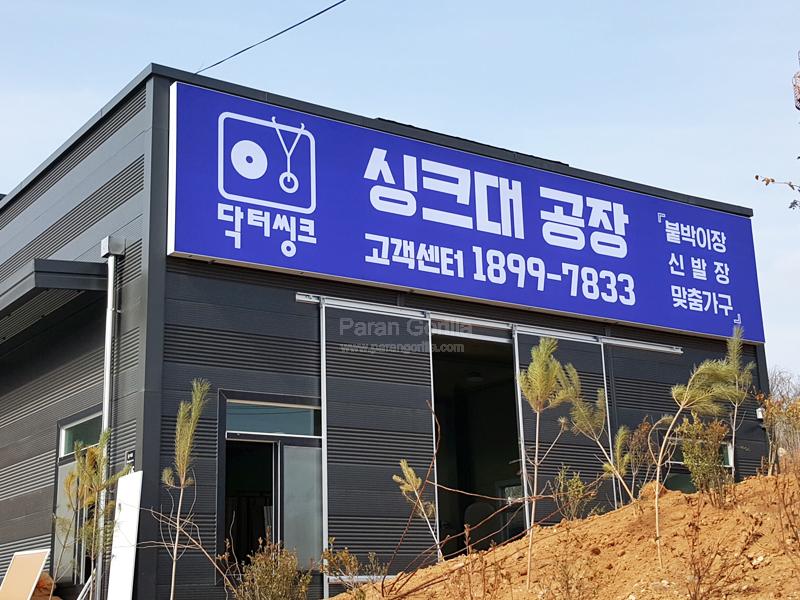 닥터씽크
싱크대 공장
고객센터 1899-7833
『붙박이장
신발장
맞춤가구』
Paran Gorilla
www.parangorilla.com